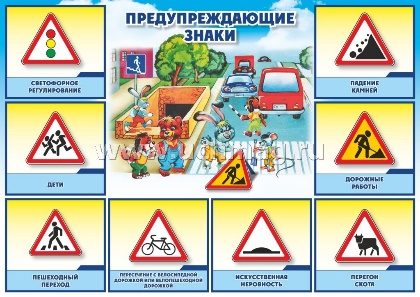 ПРЕДУПРЕЖДАЮЩИЕ
ЗНАКИ
СВЕТОФОРНОЕ
РЕГУЛИРОВАНИЕ
ПАДЕНИЕ
КАМНЕЙ
ДЕТИ
ДОРОЖНЫЕ
РАБОТЫ
ПЕШЕХОДНЫЙ
ПЕРЕХОД
ПЕРЕСЕЧЕНИЕ С ВЕЛОСИПЕДНОЙ
ДОРОЖКОЙ ИЛИ ВЕЛОПЕШЕХОДНОЙ
ДОРОЖКОЙ
ИСКУССТВЕННАЯ
НЕРОВНОСТЬ
ПЕРЕГОН
СКОТА